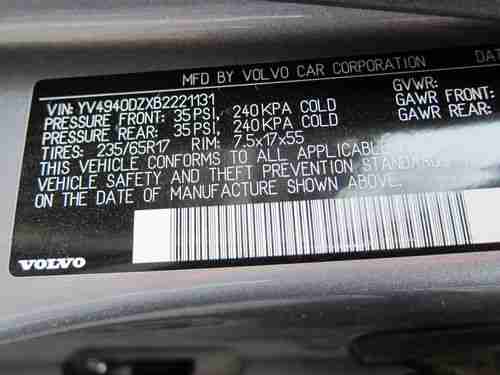 MFD BY VOLVO CAR CORPORATION DAT
VIN: YV4940DZXB2221131 GVWR:
PRESSURE FRONT: 35 PSI, 240 KPA COLD GAWR FRONT:
PRESSURE REAR: 35 PSI, 240 KPA COLD GAWR REAR:
TIRES: 235/65R17 RIM: 7.5x17x55
THIS VEHICLE CONFORMS TO ALL APPLICABLE
VEHICLE SAFETY AND THEFT PREVENTION STANDARDS
ON THE DATE OF MANUFACTURE SHOWN ABOVE.
VOLVO